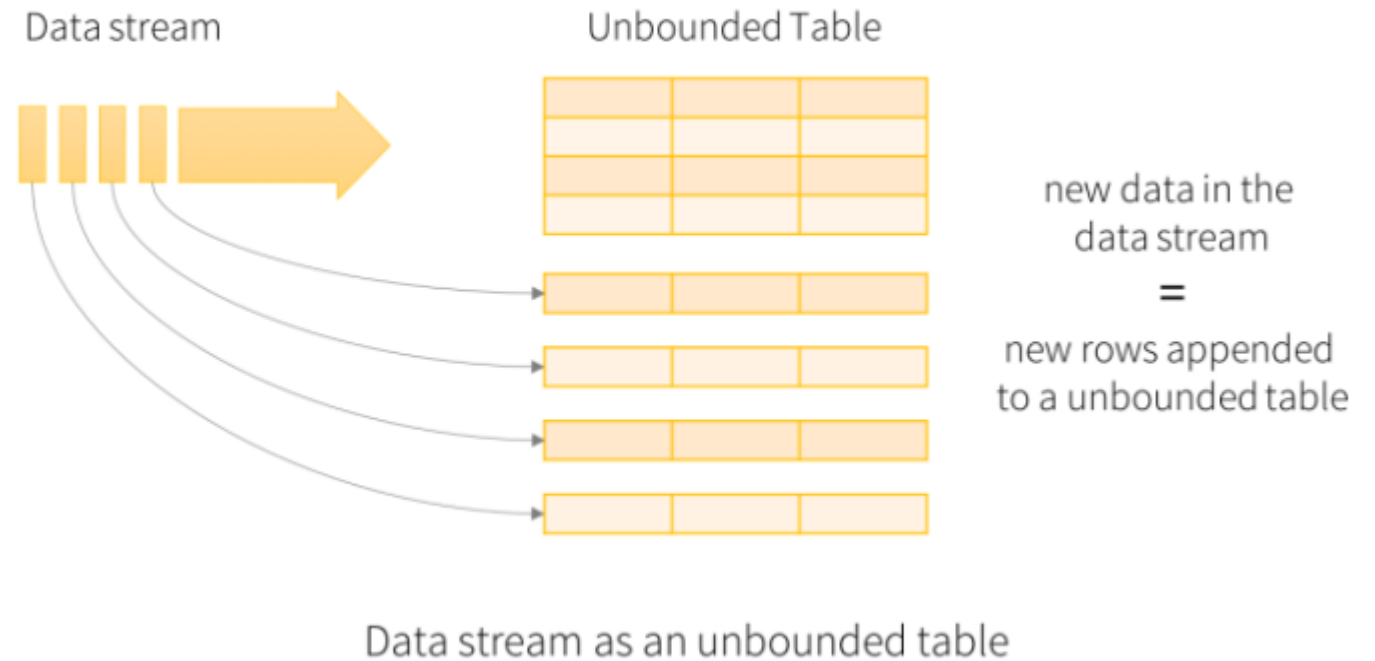 Data stream
Unbounded Table
new data in the
data stream
=
new rows appended
to a unbounded table
Data stream as an unbounded table